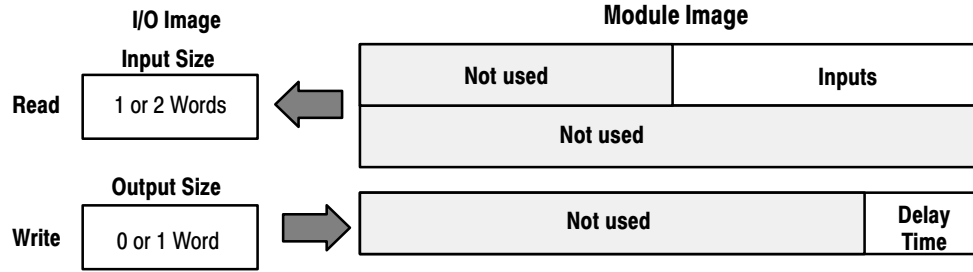 I/O Image
Module Image
Input Size
Read
1 or 2 Words
Not used
Inputs
Not used
Output Size
Write
0 or 1 Word
Not used
Delay
Time